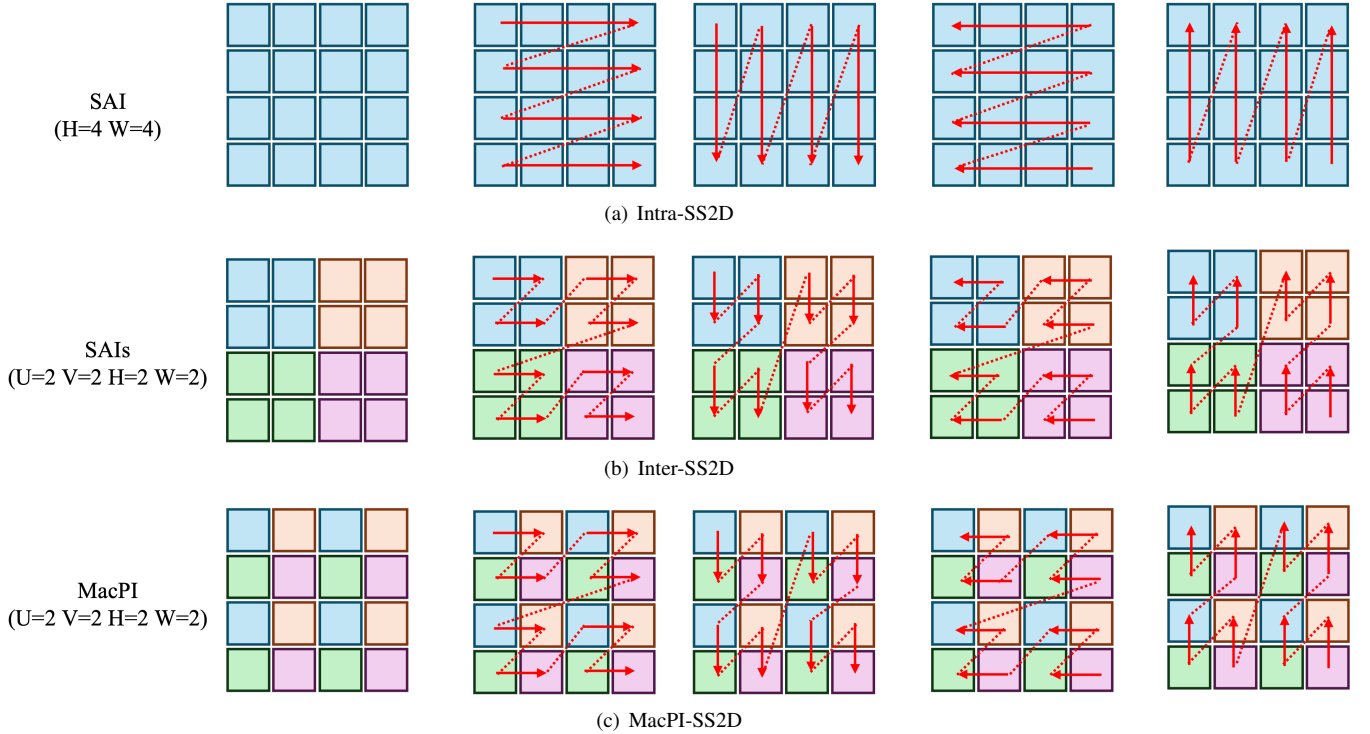 SAI
(H=4 W=4)
(a) Intra-SS2D
SAIs
(U=2 V=2 H=2 W=2)
(b) Inter-SS2D
MacPI
(U=2 V=2 H=2 W=2)
(c) MacPI-SS2D